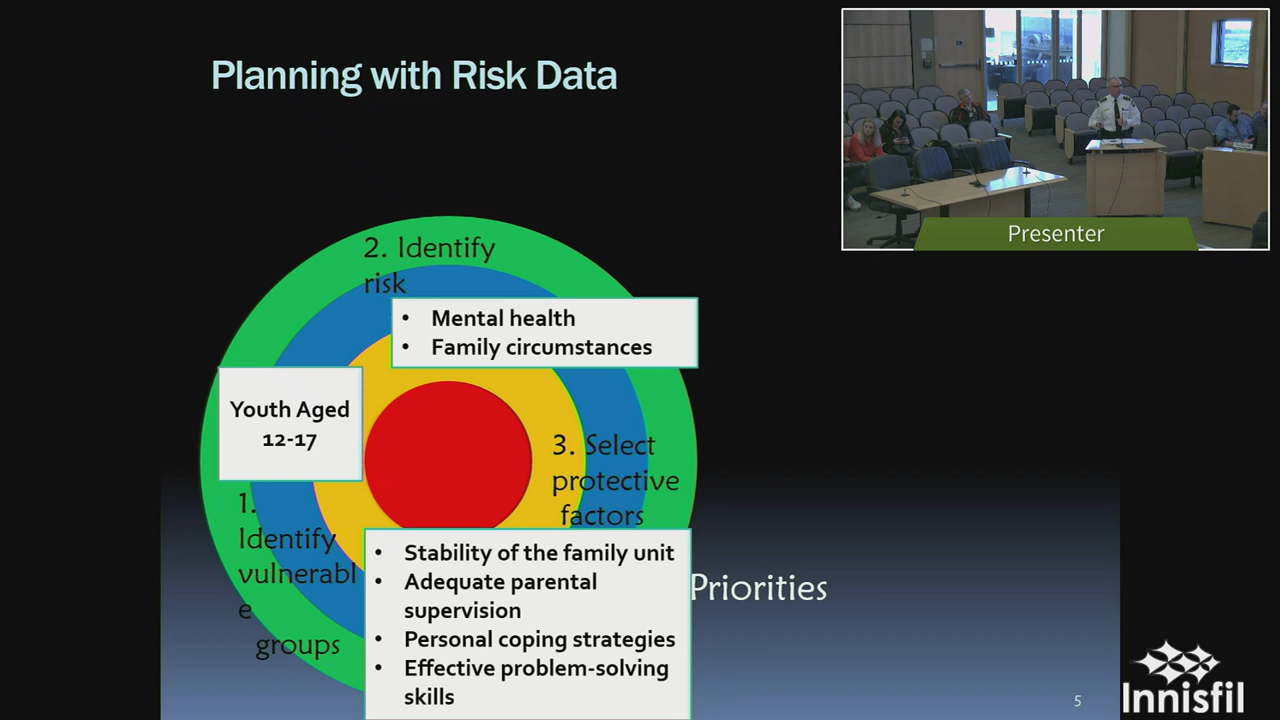 Planning with Risk Data
Presenter
2. Identify
risk
• Mental health
• Family circumstances
Youth Aged
12-17
3. Select
protective
factors
1.
Identify
vulnerabl
e
groups
• Stability of the family unit
• Adequate parental
supervision
• Personal coping strategies
• Effective problem-solving
skills
Priorities
5
Innisfil